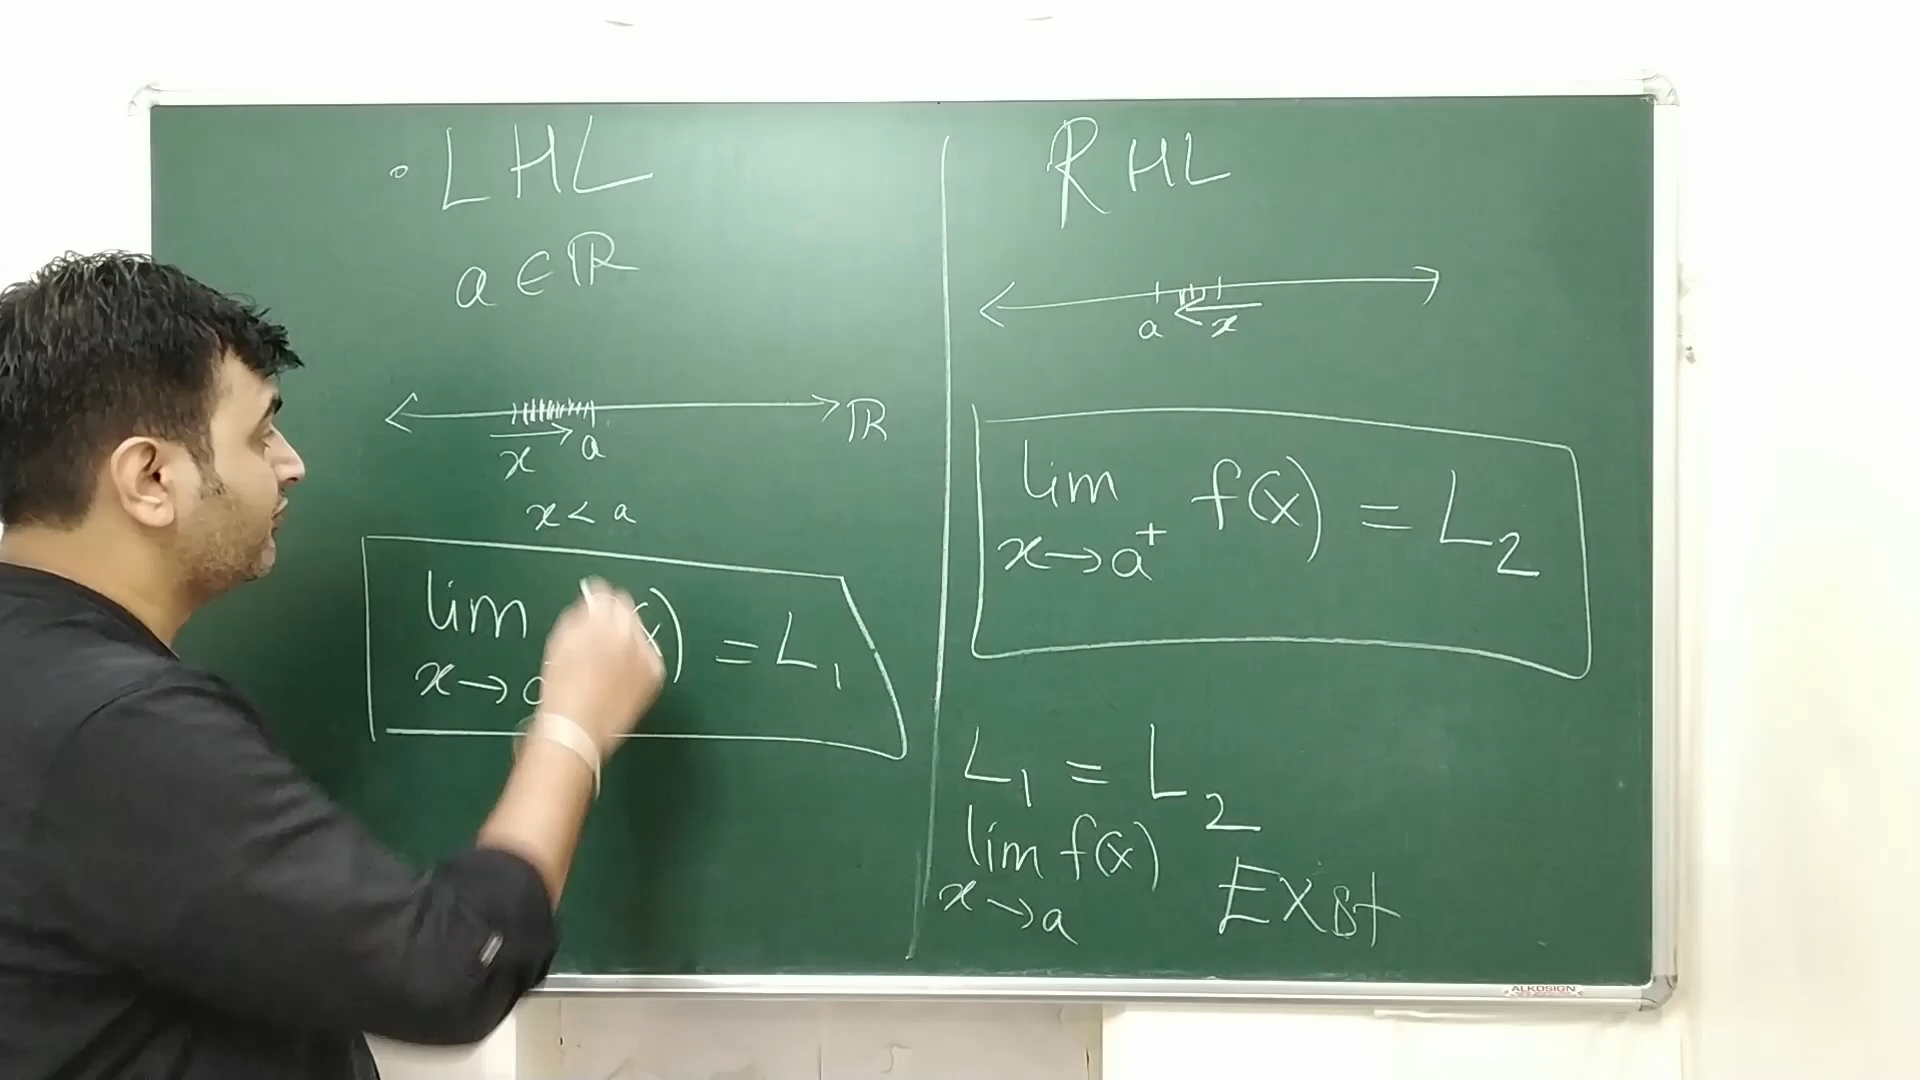 LHL
a ∈ ℝ
ℝ
x a
x < a
lim f(x) = L₁
x → a
RHL
a x
lim f(x) = L₂
x → a⁺
L₁ = L₂
lim f(x)
x → a Exist
ALKOSIGN